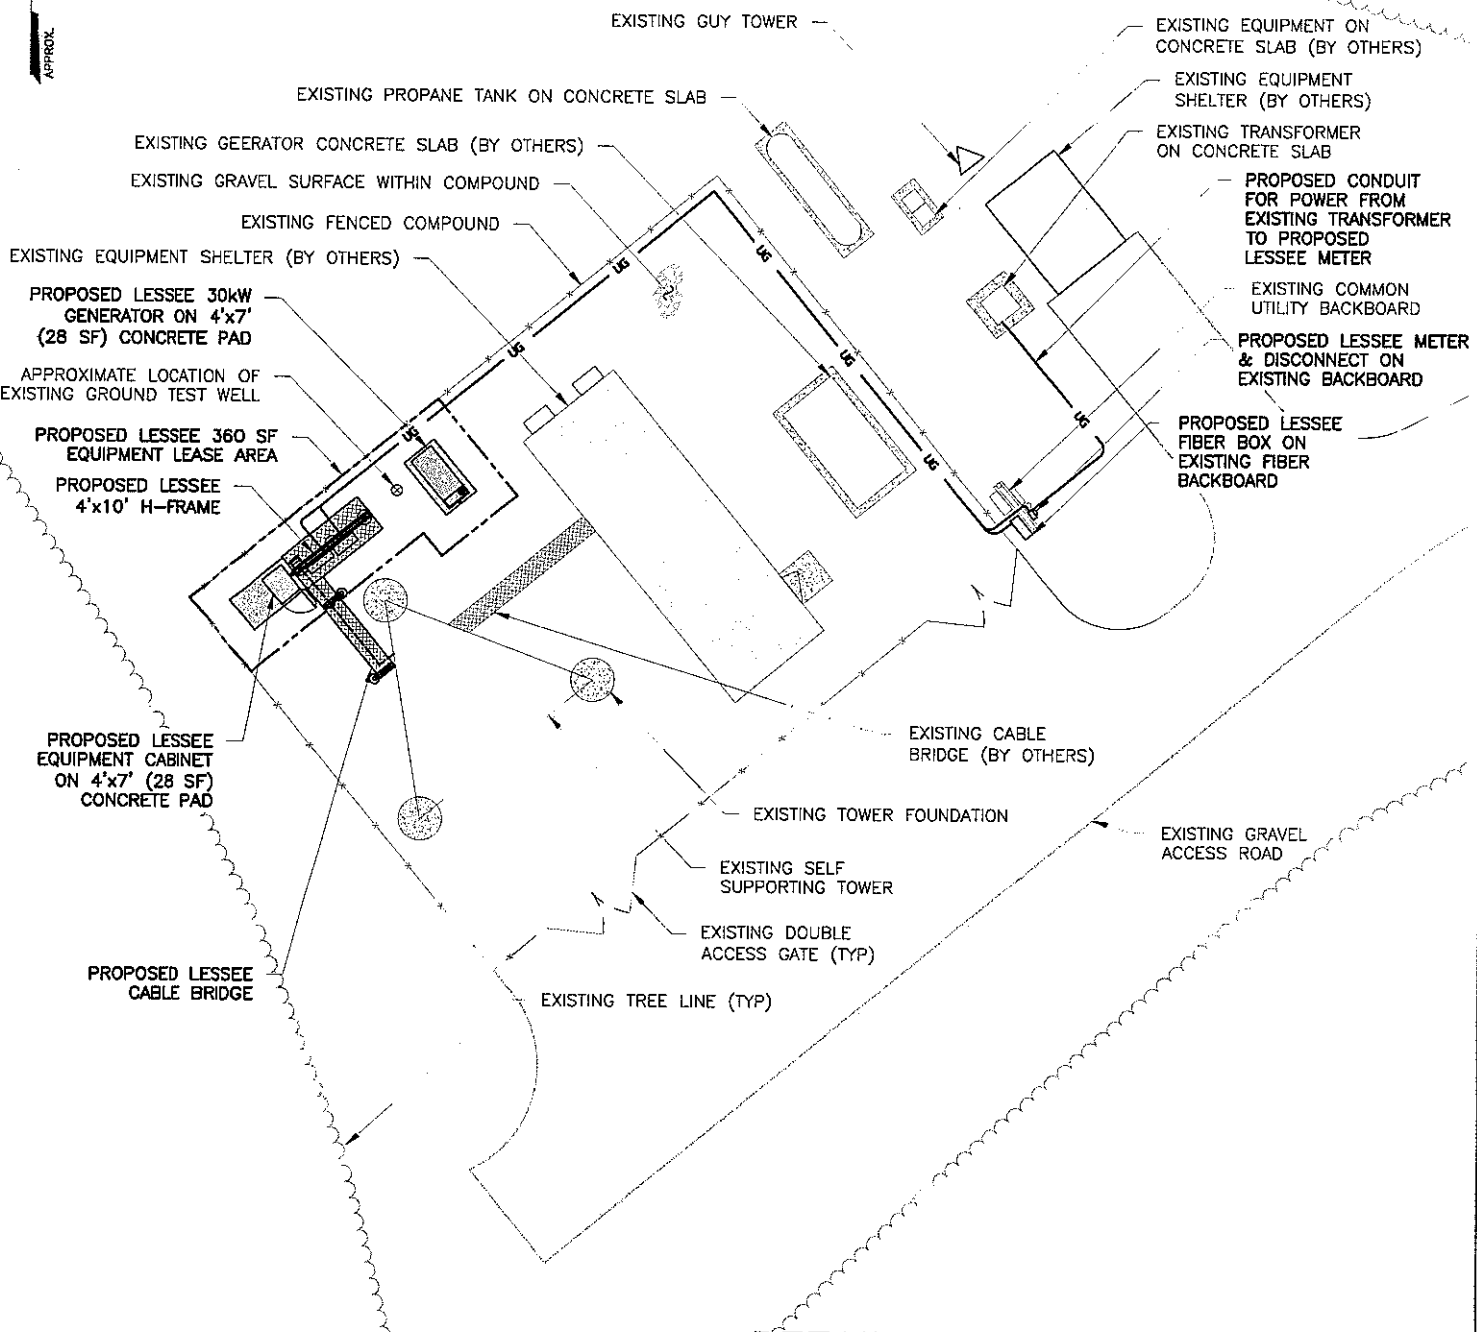 APPROX.
EXISTING GUY TOWER
EXISTING EQUIPMENT ON
CONCRETE SLAB (BY OTHERS)
EXISTING EQUIPMENT
SHELTER (BY OTHERS)
EXISTING PROPANE TANK ON CONCRETE SLAB
EXISTING TRANSFORMER
ON CONCRETE SLAB
EXISTING GEERATOR CONCRETE SLAB (BY OTHERS)
EXISTING GRAVEL SURFACE WITHIN COMPOUND
PROPOSED CONDUIT
FOR POWER FROM
EXISTING TRANSFORMER
TO PROPOSED
LESSEE METER
EXISTING FENCED COMPOUND
EXISTING EQUIPMENT SHELTER (BY OTHERS)
EXISTING COMMON
UTILITY BACKBOARD
PROPOSED LESSEE 30kW
GENERATOR ON 4'x7'
(28 SF) CONCRETE PAD
PROPOSED LESSEE METER
& DISCONNECT ON
EXISTING BACKBOARD
APPROXIMATE LOCATION OF
EXISTING GROUND TEST WELL
PROPOSED LESSEE
FIBER BOX ON
EXISTING FIBER
BACKBOARD
PROPOSED LESSEE 360 SF
EQUIPMENT LEASE AREA
PROPOSED LESSEE
4'x10' H-FRAME
UG
UG
UG
UG
UG
UG
UG
PROPOSED LESSEE
EQUIPMENT CABINET
ON 4'x7' (28 SF)
CONCRETE PAD
EXISTING CABLE
BRIDGE (BY OTHERS)
EXISTING TOWER FOUNDATION
EXISTING GRAVEL
ACCESS ROAD
EXISTING SELF
SUPPORTING TOWER
EXISTING DOUBLE
ACCESS GATE (TYP)
PROPOSED LESSEE
CABLE BRIDGE
EXISTING TREE LINE (TYP)